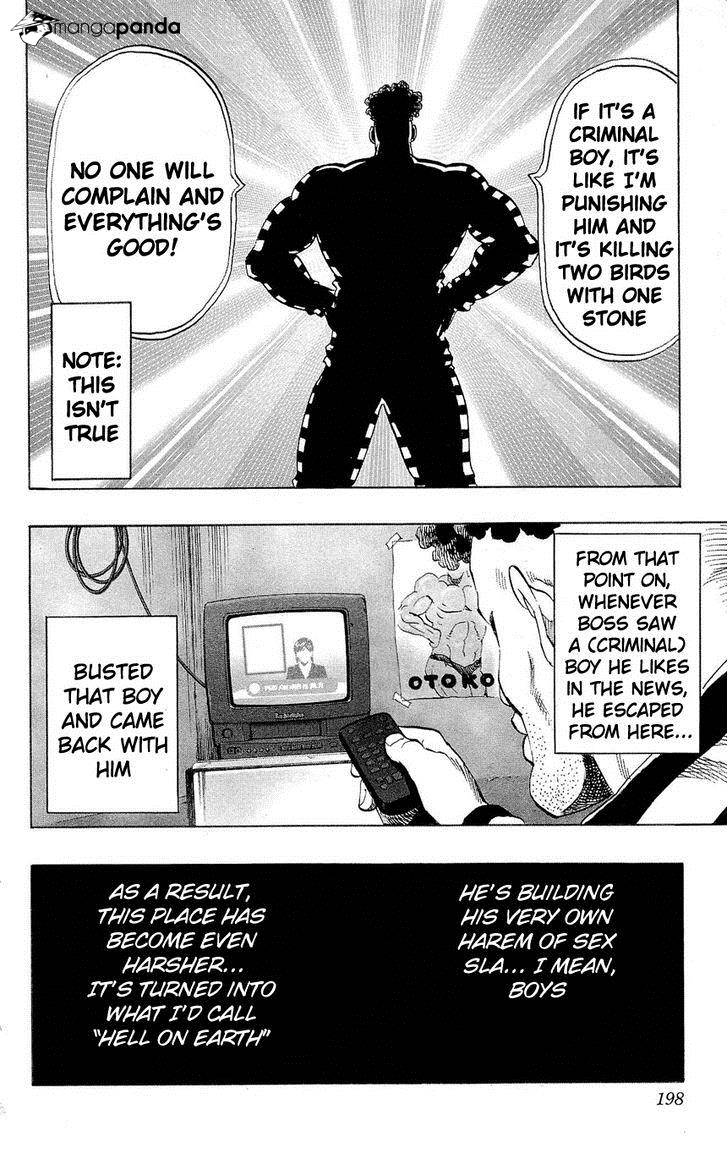 mangapanda
IF IT'S A
CRIMINAL
BOY, IT'S
LIKE I'M
PUNISHING
HIM AND
IT'S KILLING
TWO BIRDS
WITH ONE
STONE
NO ONE WILL
COMPLAIN AND
EVERYTHING'S
GOOD!
NOTE:
THIS
ISN'T
TRUE
FROM THAT
POINT ON,
WHENEVER
BOSS SAW
A (CRIMINAL)
BOY HE LIKES
IN THE NEWS,
HE ESCAPED
FROM HERE...
OTOKO
BUSTED
THAT BOY
AND CAME
BACK WITH
HIM
HE'S BUILDING
HIS VERY OWN
HAREM OF SEX
SLA... I MEAN,
BOYS
AS A RESULT,
THIS PLACE HAS
BECOME EVEN
HARSHER...
IT'S TURNED INTO
WHAT I'D CALL
"HELL ON EARTH"
198